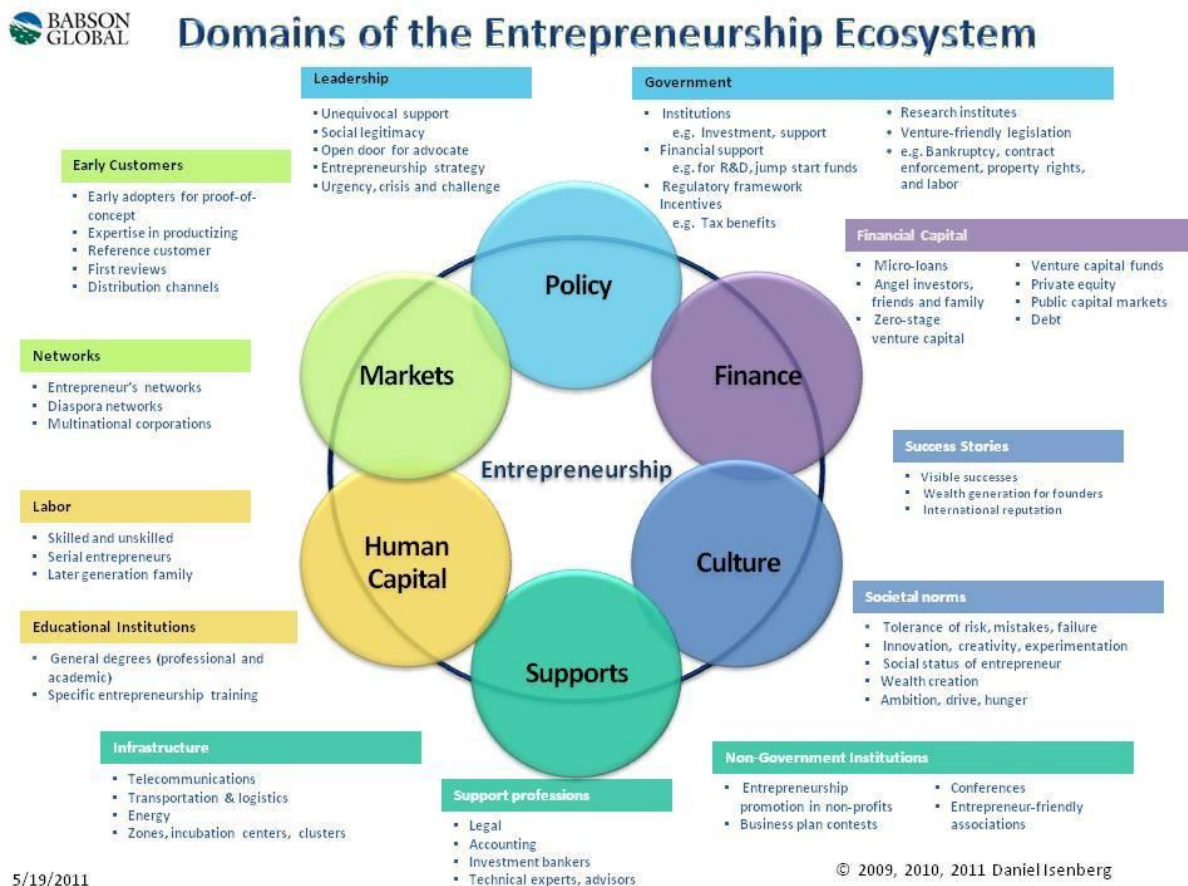 BABSON
GLOBAL
Domains of the Entrepreneurship Ecosystem
Leadership
▪ Unequivocal support
▪ Social legitimacy
▪ Open door for advocate
▪ Entrepreneurship strategy
▪ Urgency, crisis and challenge
Government
▪ Institutions
e.g. Investment, support
▪ Financial support
e.g. for R&D, jump start funds
▪ Regulatory framework
Incentives
e.g. Tax benefits
• Research institutes
• Venture-friendly legislation
• e.g. Bankruptcy, contract
enforcement, property rights,
and labor
Early Customers
▪ Early adopters for proof-of-
concept
▪ Expertise in productizing
▪ Reference customer
▪ First reviews
▪ Distribution channels
Financial Capital
▪ Micro-loans
▪ Angel investors,
friends and family
▪ Zero-stage
venture capital
▪ Venture capital funds
▪ Private equity
▪ Public capital markets
▪ Debt
Networks
▪ Entrepreneur's networks
▪ Diaspora networks
▪ Multinational corporations
Policy
Markets
Finance
Entrepreneurship
Human
Capital
Culture
Supports
Success Stories
▪ Visible successes
▪ Wealth generation for founders
▪ International reputation
Labor
▪ Skilled and unskilled
▪ Serial entrepreneurs
▪ Later generation family
Societal norms
▪ Tolerance of risk, mistakes, failure
▪ Innovation, creativity, experimentation
▪ Social status of entrepreneur
▪ Wealth creation
▪ Ambition, drive, hunger
Educational Institutions
▪ General degrees (professional and
academic)
▪ Specific entrepreneurship training
Infrastructure
▪ Telecommunications
▪ Transportation & logistics
▪ Energy
▪ Zones, incubation centers, clusters
Support professions
▪ Legal
▪ Accounting
▪ Investment bankers
▪ Technical experts, advisors
Non-Government Institutions
▪ Entrepreneurship
promotion in non-profits
▪ Business plan contests
▪ Conferences
▪ Entrepreneur-friendly
associations
5/19/2011
© 2009, 2010, 2011 Daniel Isenberg